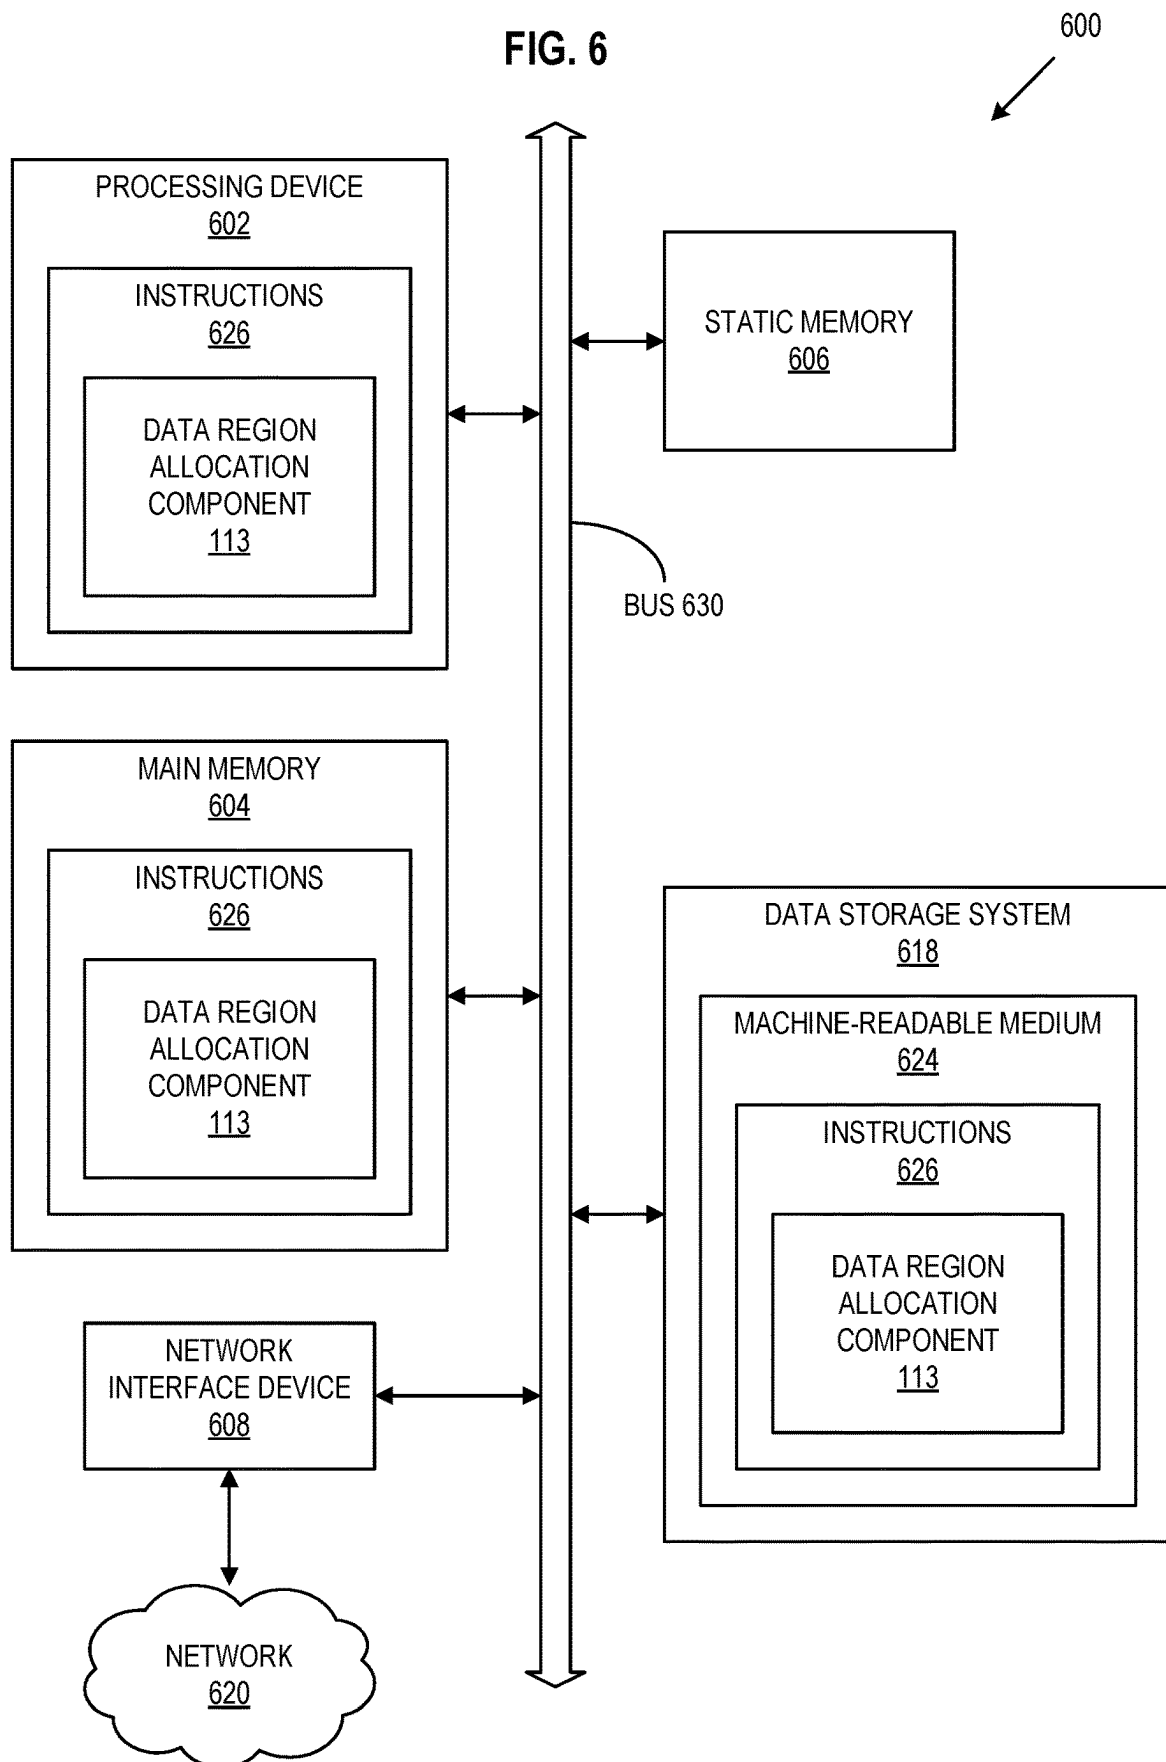 FIG. 6
600
PROCESSING DEVICE
602
INSTRUCTIONS
626
DATA REGION
ALLOCATION
COMPONENT
113
STATIC MEMORY
606
BUS 630
MAIN MEMORY
604
INSTRUCTIONS
626
DATA REGION
ALLOCATION
COMPONENT
113
DATA STORAGE SYSTEM
618
MACHINE-READABLE MEDIUM
624
INSTRUCTIONS
626
DATA REGION
ALLOCATION
COMPONENT
113
NETWORK
INTERFACE DEVICE
608
NETWORK
620